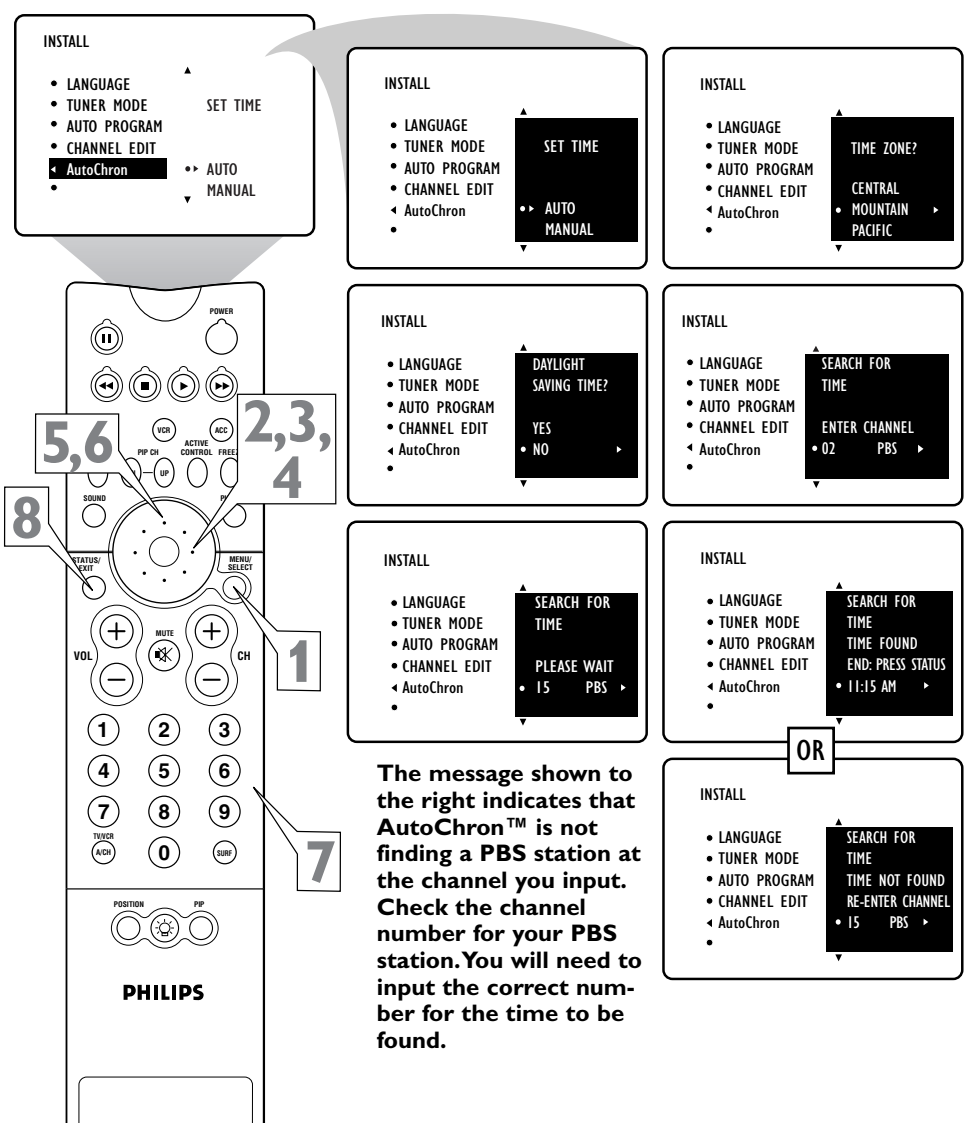 INSTALL
• LANGUAGE
• TUNER MODE SET TIME
• AUTO PROGRAM
• CHANNEL EDIT
AutoChron AUTO
MANUAL
INSTALL
• LANGUAGE
• TUNER MODE SET TIME
• AUTO PROGRAM
• CHANNEL EDIT
AutoChron AUTO
MANUAL
INSTALL
• LANGUAGE
• TUNER MODE TIME ZONE?
• AUTO PROGRAM
• CHANNEL EDIT CENTRAL
AutoChron • MOUNTAIN
PACIFIC
INSTALL
• LANGUAGE DAYLIGHT
• TUNER MODE SAVING TIME?
• AUTO PROGRAM
• CHANNEL EDIT YES
AutoChron • NO
INSTALL
• LANGUAGE SEARCH FOR
• TUNER MODE TIME
• AUTO PROGRAM
• CHANNEL EDIT ENTER CHANNEL
AutoChron • 02 PBS
INSTALL
• LANGUAGE SEARCH FOR
• TUNER MODE TIME
• AUTO PROGRAM
• CHANNEL EDIT PLEASE WAIT
AutoChron • 15 PBS
INSTALL
• LANGUAGE SEARCH FOR
• TUNER MODE TIME
• AUTO PROGRAM TIME FOUND
• CHANNEL EDIT END: PRESS STATUS
AutoChron • 11:15 AM
OR
INSTALL
• LANGUAGE SEARCH FOR
• TUNER MODE TIME
• AUTO PROGRAM TIME NOT FOUND
• CHANNEL EDIT RE-ENTER CHANNEL
AutoChron • 15 PBS
The message shown to
the right indicates that
AutoChron™ is not
finding a PBS station at
the channel you input.
Check the channel
number for your PBS
station.You will need to
input the correct num-
ber for the time to be
found.
POWER
VCR ACC
PIP CH ACTIVE
CONTROL
UP
SOUND
STATUS/
EXIT
MENU/
SELECT
5,6
2,3,
4
8
1
7
VOL MUTE CH
1 2 3
4 5 6
7 8 9
TV/VCR
A/CH 0 SURF
POSITION PIP
PHILIPS